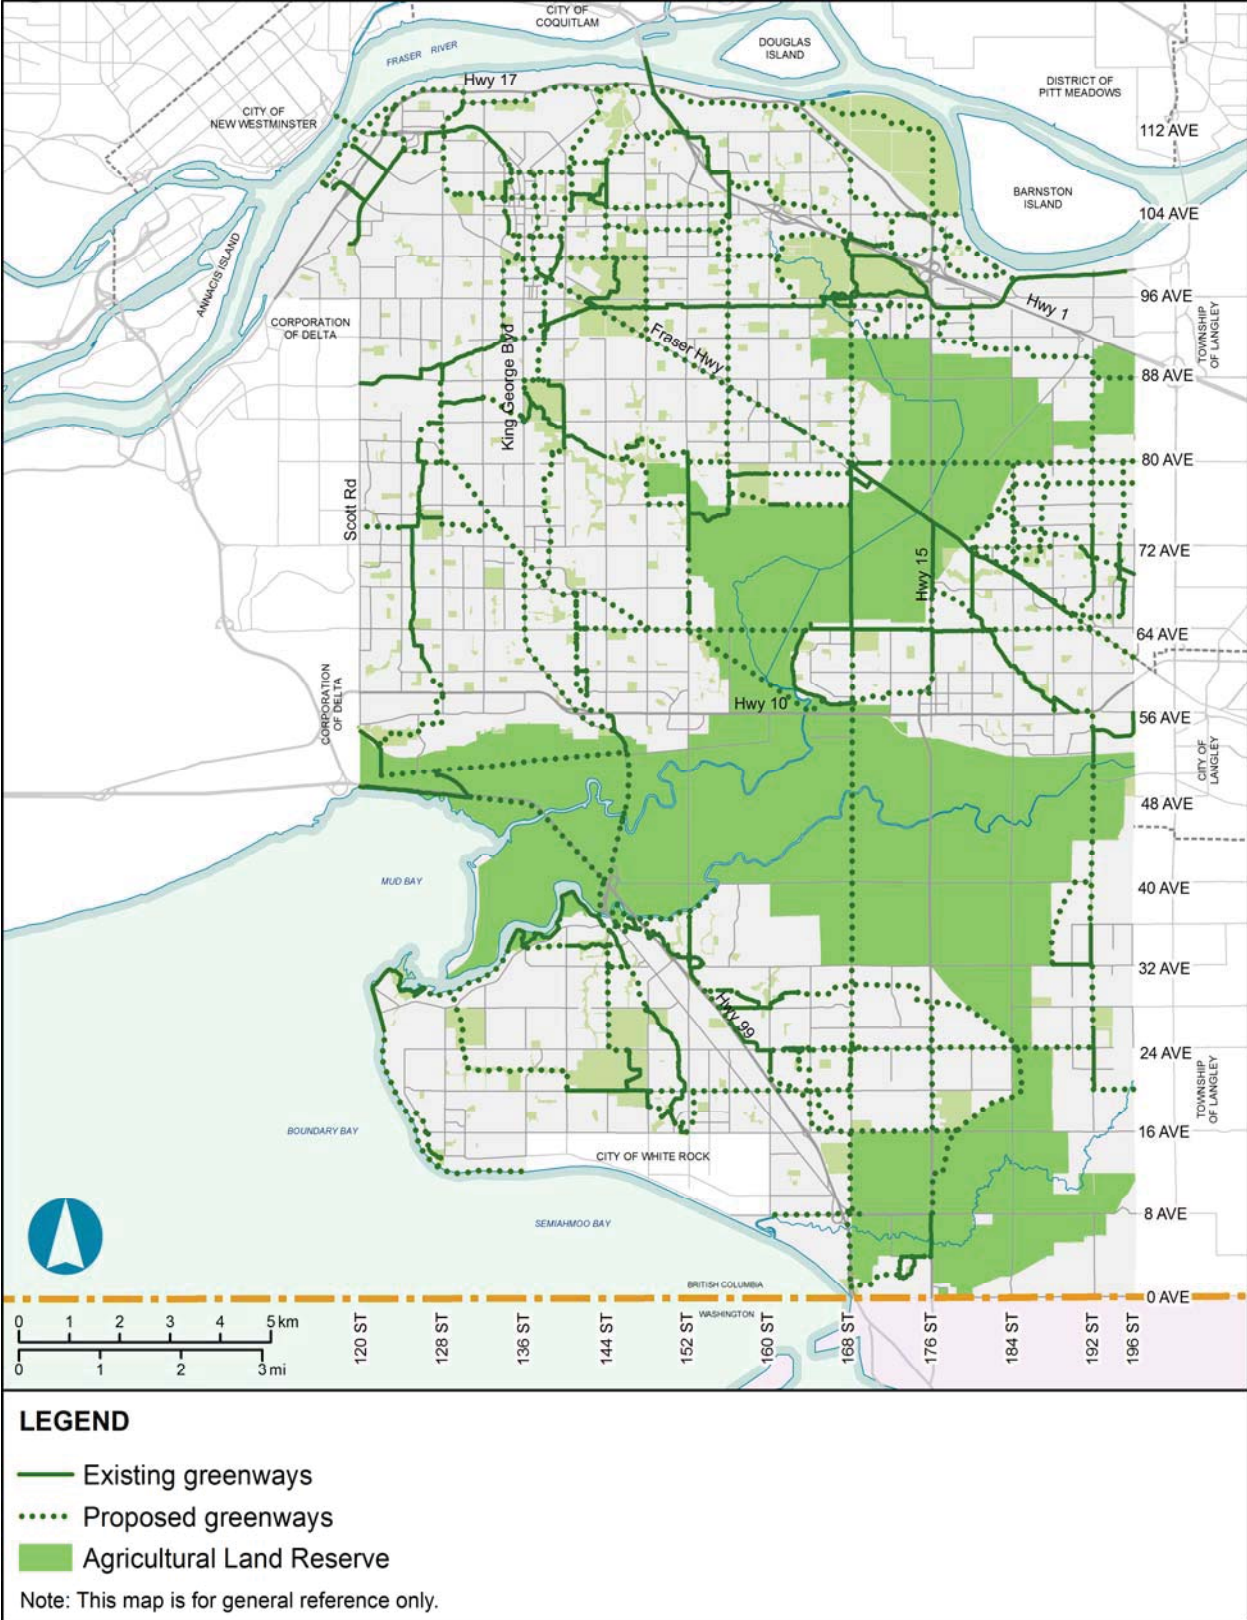 CITY OF
COQUITLAM
DOUGLAS
ISLAND
FRASER RIVER
Hwy 17
DISTRICT OF
PITT MEADOWS
CITY OF
NEW WESTMINSTER
112 AVE
BARNSTON
ISLAND
104 AVE
ANNACIS ISLAND
96 AVE
Hwy 1
CORPORATION
OF DELTA
King George Blvd
Fraser Hwy
TOWNSHIP
OF LANGLEY
88 AVE
80 AVE
Scott Rd
72 AVE
Hwy 15
64 AVE
CORPORATION
OF DELTA
Hwy 10
56 AVE
CITY OF
LANGLEY
48 AVE
MUD BAY
40 AVE
32 AVE
Hwy 99
24 AVE
TOWNSHIP
OF LANGLEY
BOUNDARY BAY
16 AVE
CITY OF WHITE ROCK
8 AVE
SEMIAHMOO BAY
BRITISH COLUMBIA
0 AVE
WASHINGTON
0 1 2 3 4 5 km
0 1 2 3 mi
120 ST
128 ST
136 ST
144 ST
152 ST
160 ST
168 ST
176 ST
184 ST
192 ST
196 ST
LEGEND
Existing greenways
Proposed greenways
Agricultural Land Reserve
Note: This map is for general reference only.